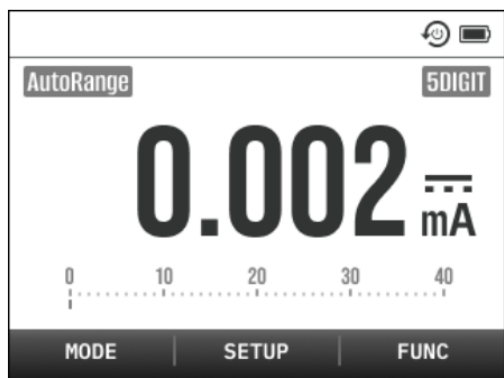 AutoRange 5DIGIT
0.002 mA
0 10 20 30 40
MODE SETUP FUNC